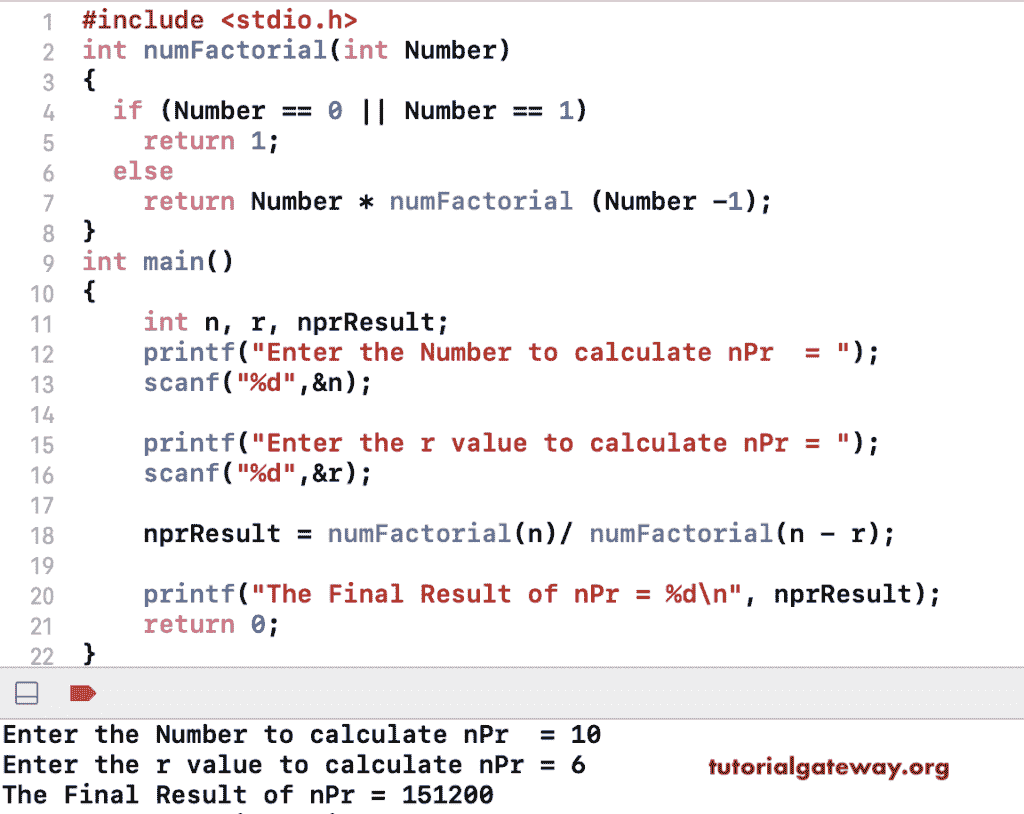 1 #include <stdio.h>
2 int numFactorial(int Number)
3 {
4   if (Number == 0 || Number == 1)
5     return 1;
6   else
7     return Number * numFactorial (Number -1);
8 }
9 int main()
10 {
11     int n, r, nprResult;
12     printf("Enter the Number to calculate nPr  = ");
13     scanf("%d",&n);
14
15     printf("Enter the r value to calculate nPr = ");
16     scanf("%d",&r);
17
18     nprResult = numFactorial(n)/ numFactorial(n - r);
19
20     printf("The Final Result of nPr = %d\n", nprResult);
21     return 0;
22 }
Enter the Number to calculate nPr  = 10
Enter the r value to calculate nPr = 6
tutorialgateway.org
The Final Result of nPr = 151200